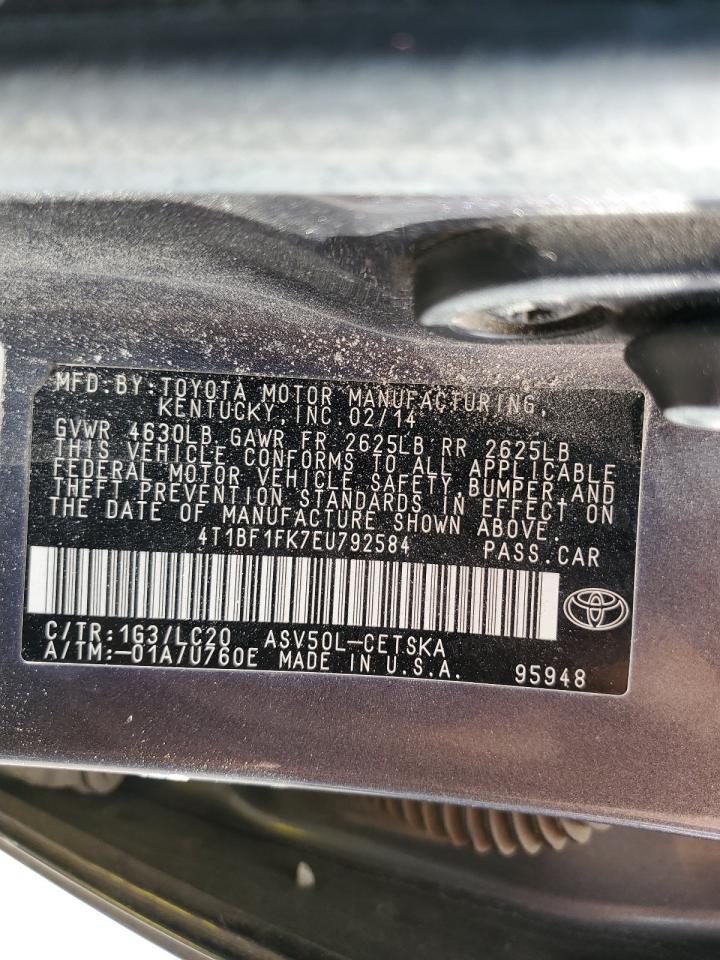 MFD. BY: TOYOTA MOTOR MANUFACTURING,
KENTUCKY, INC. 02/14
GVWR 4630LB GAWR FR 2625LB RR 2625LB
THIS VEHICLE CONFORMS TO ALL APPLICABLE
FEDERAL MOTOR VEHICLE SAFETY, BUMPER, AND
THEFT PREVENTION STANDARDS IN EFFECT ON
THE DATE OF MANUFACTURE SHOWN ABOVE.
4T1BF1FK7EU792584 PASS. CAR
C/TR: 1G3/LC20 ASV50L-CETSKA
A/TM: -01A/U760E MADE IN U.S.A. 95948